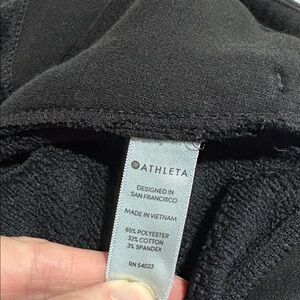 ATHLETA
DESIGNED IN
SAN FRANCISCO
MADE IN VIETNAM
65% POLYESTER
32% COTTON
3% SPANDEX
RN 54023